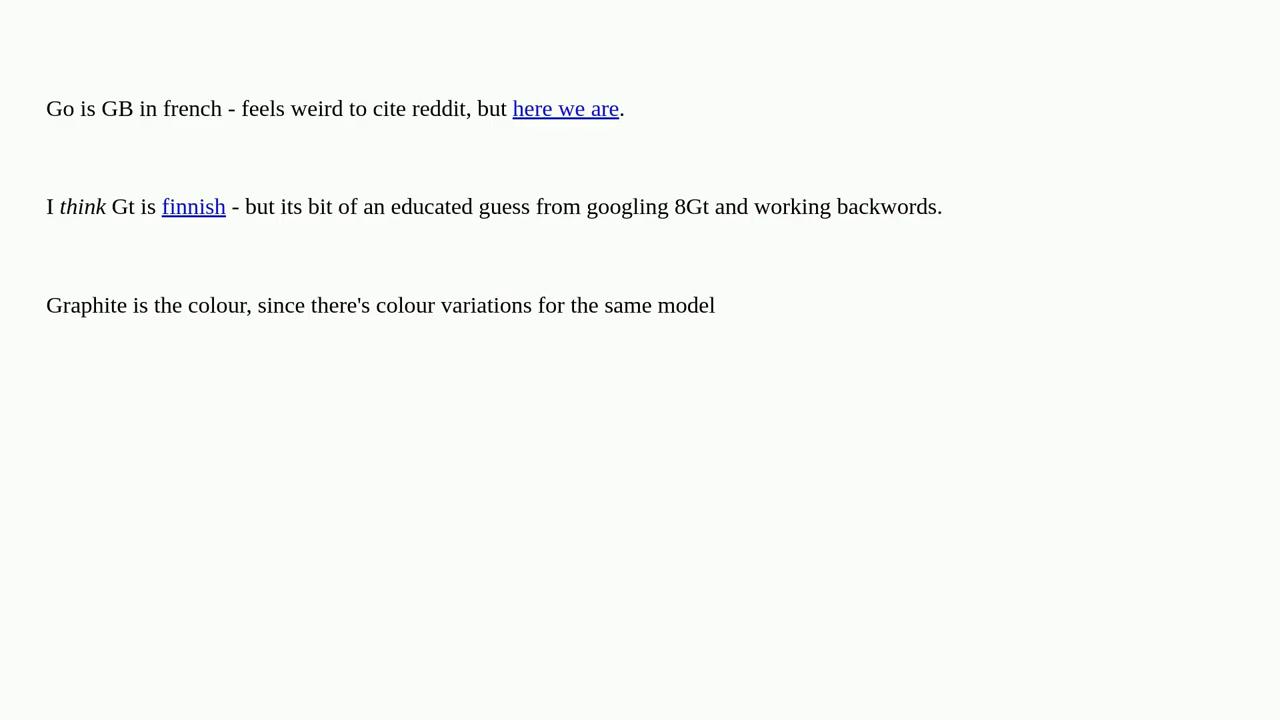 Go is GB in french - feels weird to cite reddit, but here we are.
I think Gt is finnish - but its bit of an educated guess from googling 8Gt and working backwords.
Graphite is the colour, since there's colour variations for the same model